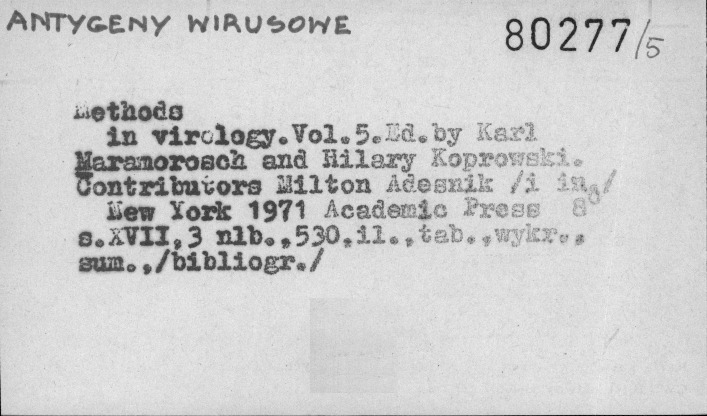 ANTYGENY WIRUSOWE
80277/5
Methods
in virology.Vol.5.Ed.by Karl
Maramorosch and Hilary Koprowski.
Contributors Milton Adesnik /i in./
New York 1971 Academic Press 8°
s.XVII,3 nlb.,530,il.,tab.,wykr.,
sum.,/bibliogr./